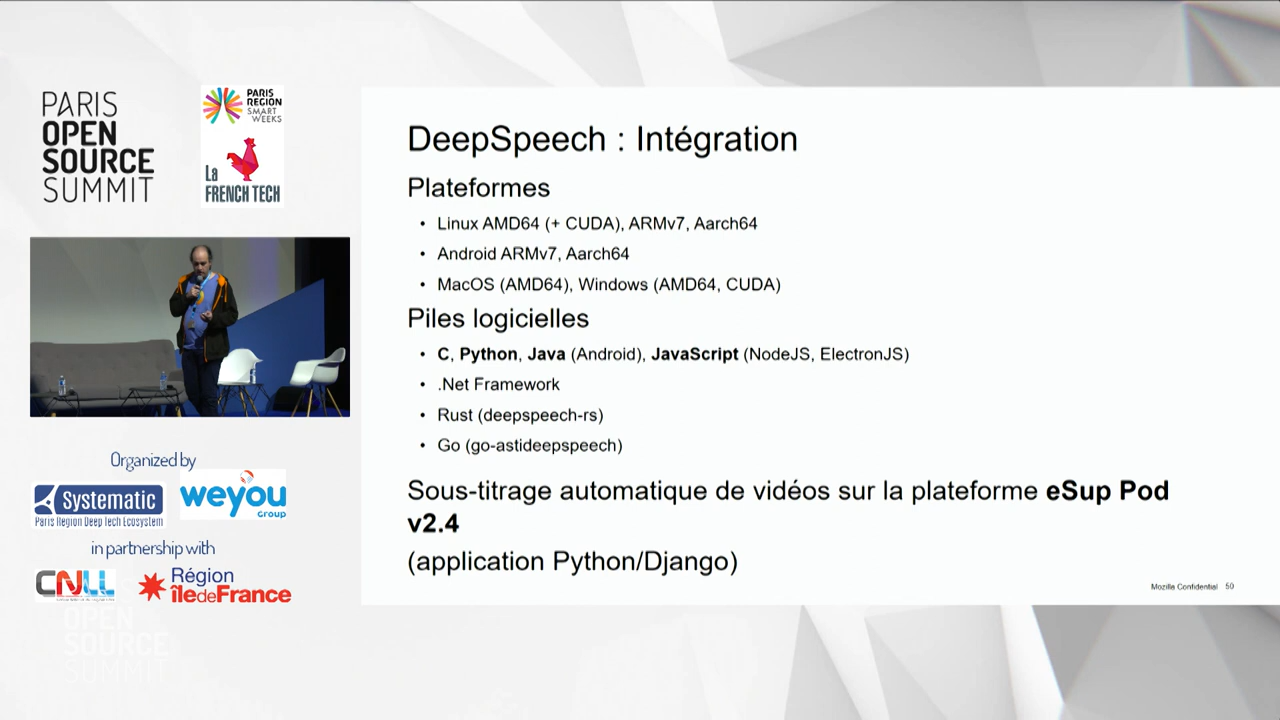 PARIS
OPEN
SOURCE
SUMMIT
PARIS
REGION
SMART
WEEKS
La
FRENCH TECH
DeepSpeech : Intégration
Plateformes
• Linux AMD64 (+ CUDA), ARMv7, Aarch64
• Android ARMv7, Aarch64
• MacOS (AMD64), Windows (AMD64, CUDA)
Piles logicielles
• C, Python, Java (Android), JavaScript (NodeJS, ElectronJS)
• .Net Framework
• Rust (deepspeech-rs)
• Go (go-astideepspeech)
Sous-titrage automatique de vidéos sur la plateforme eSup Pod
v2.4
(application Python/Django)
Mozilla Confidential 50
Organized by
Systematic
Paris Region Deep Tech Ecosystem
weyou
GROUP
in partnership with
CNLL
Région
îledeFrance
OPEN
SOURCE
SUMMIT